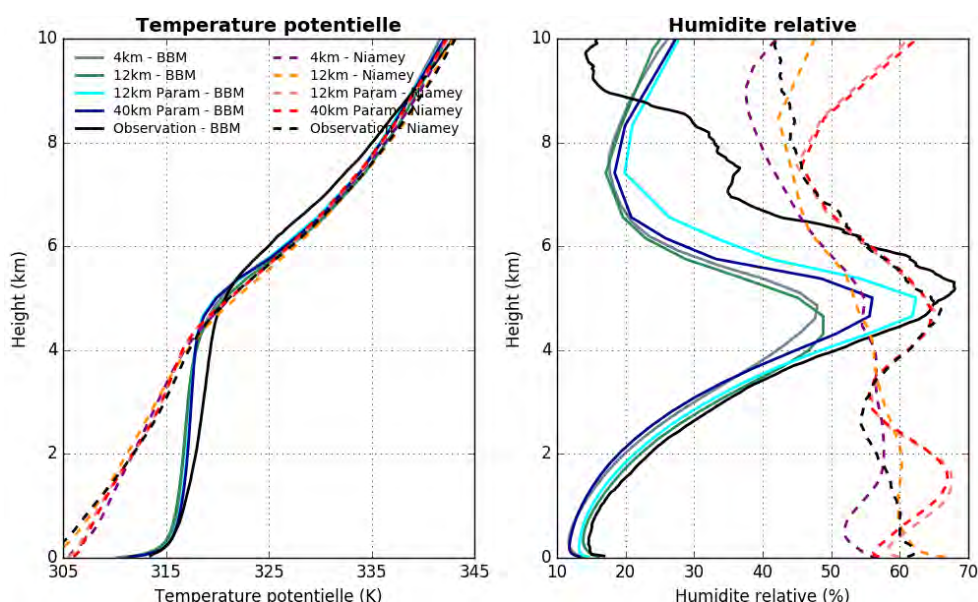 Temperature potentielle
10
8
6
4
2
0
Height (km)
4km - BBM
12km - BBM
12km Param - BBM
40km Param - BBM
Observation - BBM
4km - Niamey
12km - Niamey
12km Param - Niamey
40km Param - Niamey
Observation - Niamey
305 315 325 335 345
Temperature potentielle (K)
Humidite relative
10
8
6
4
2
0
Height (km)
10 20 30 40 50 60 70
Humidite relative (%)